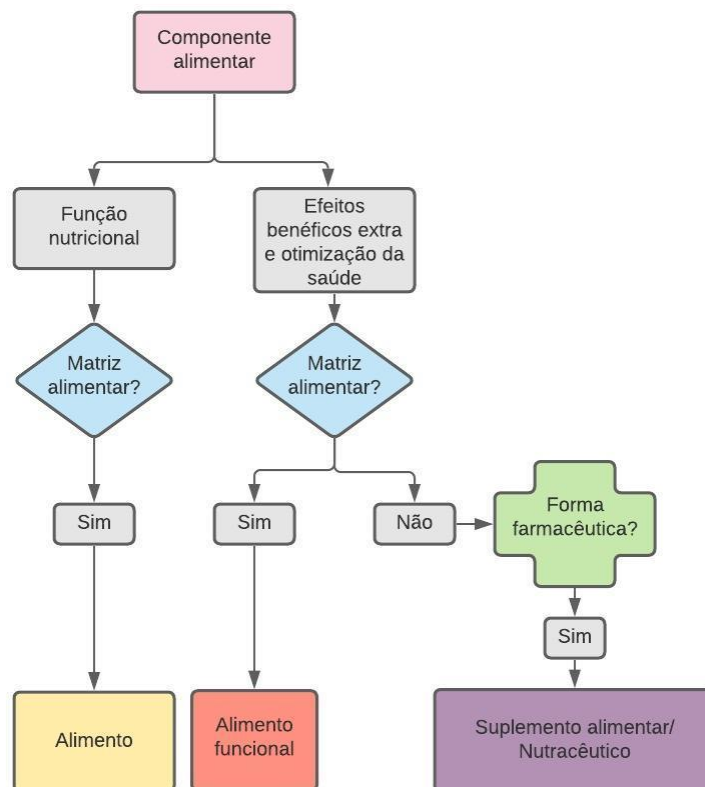 Componente
alimentar
Função
nutricional
Efeitos
benéficos extra
e otimização da
saúde
Matriz
alimentar?
Matriz
alimentar?
Sim
Sim
Não
Forma
farmacêutica?
Sim
Alimento
Alimento
funcional
Suplemento alimentar/
Nutracêutico